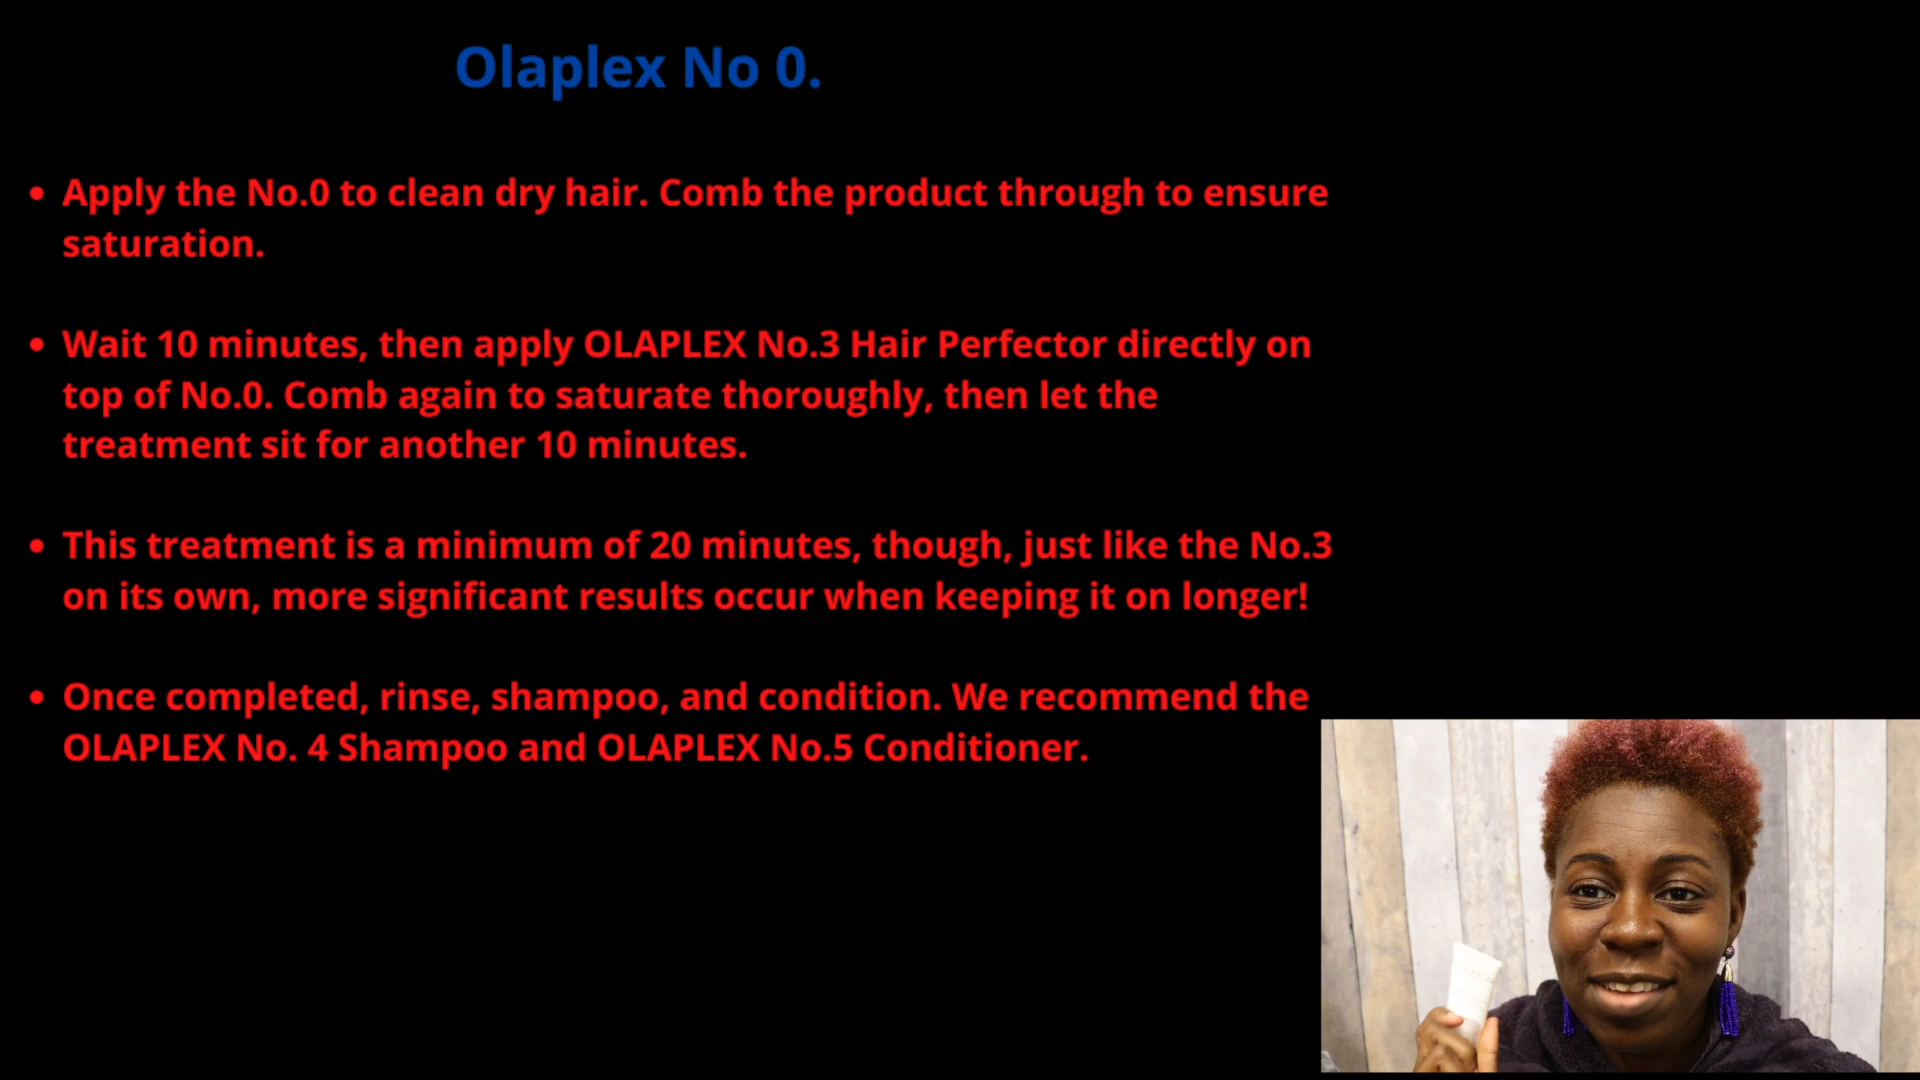 Olaplex No 0.
• Apply the No.0 to clean dry hair. Comb the product through to ensure
saturation.
• Wait 10 minutes, then apply OLAPLEX No.3 Hair Perfector directly on
top of No.0. Comb again to saturate thoroughly, then let the
treatment sit for another 10 minutes.
• This treatment is a minimum of 20 minutes, though, just like the No.3
on its own, more significant results occur when keeping it on longer!
• Once completed, rinse, shampoo, and condition. We recommend the
OLAPLEX No. 4 Shampoo and OLAPLEX No.5 Conditioner.